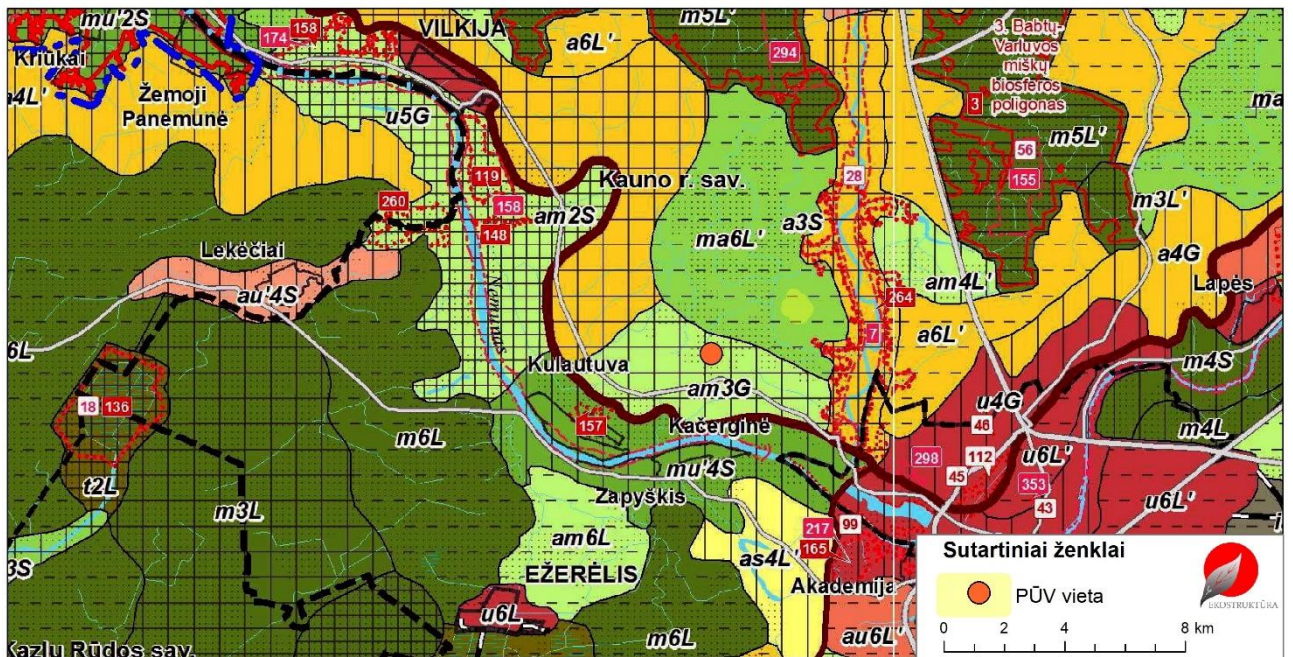 mu'2S
158
174
VILKIJA
m5L'
a6L'
294
3. Babtų-
Varluvos
miškų
biosferos
poligonas
Kriukai
a4L'
Žemoji
Panemunė
u5G
3
m5L'
ma
56
155
119
Kauno r. sav.
28
158
260
am2S
148
a3S
m3L'
Lekėčiai
ma6L'
a4G
am4L'
Lapės
au'4S
Nemunas
264
6L
7
a6L'
Kulautuva
m4S
am3G
18
136
u4G
157
Kačerginė
46
m4L
m6L
mu'4S
298
112
u6L'
45
353
Zapyškis
t2L
u6L'
43
m3L
217
99
am6L
as4L'
165
3S
EŽERĖLIS
Akademija
u6L
au6L'
m6L
Kazlų Rūdos sav.
Sutartiniai ženklai
PŪV vieta
EKOSTRUKTŪRA
0 2 4 8 km